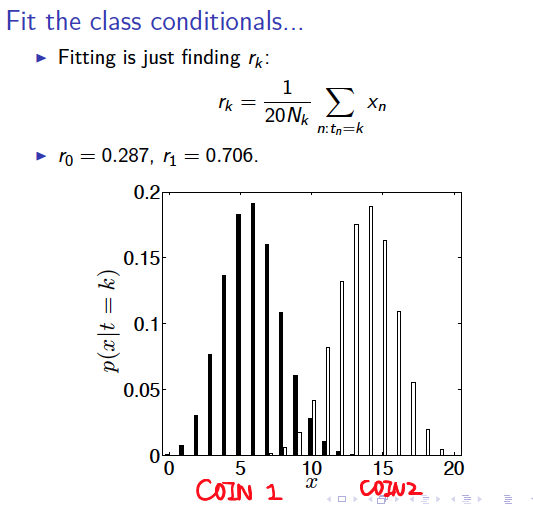 Fit the class conditionals...
Fitting is just finding r_k:
r_k = \frac{1}{20N_k} \sum_{n:t_n=k} x_n
r_0 = 0.287, r_1 = 0.706.
0.2
0.15
0.1
0.05
0
p(x|t = k)
0 5 10 15 20
x
COIN 1 COIN2